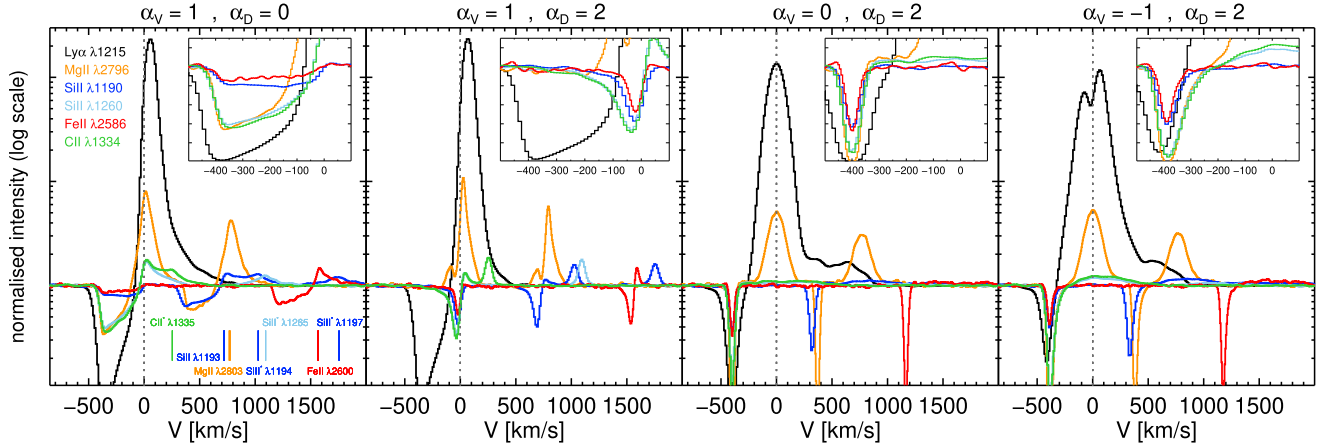 α_V = 1 , α_D = 0
α_V = 1 , α_D = 2
α_V = 0 , α_D = 2
α_V = −1 , α_D = 2
normalised intensity (log scale)
Lyα λ1215
MgII λ2796
SiII λ1190
SiII λ1260
FeII λ2586
CII λ1334
−400 −300 −200 −100 0
−400 −300 −200 −100 0
−400 −300 −200 −100 0
−400 −300 −200 −100 0
CII* λ1335
SiII* λ1265
SiII* λ1197
SiII λ1193
MgII λ2803
SiII* λ1194
FeII λ2600
−500 0 500 1000 1500
−500 0 500 1000 1500
−500 0 500 1000 1500
−500 0 500 1000 1500
V [km/s]
V [km/s]
V [km/s]
V [km/s]